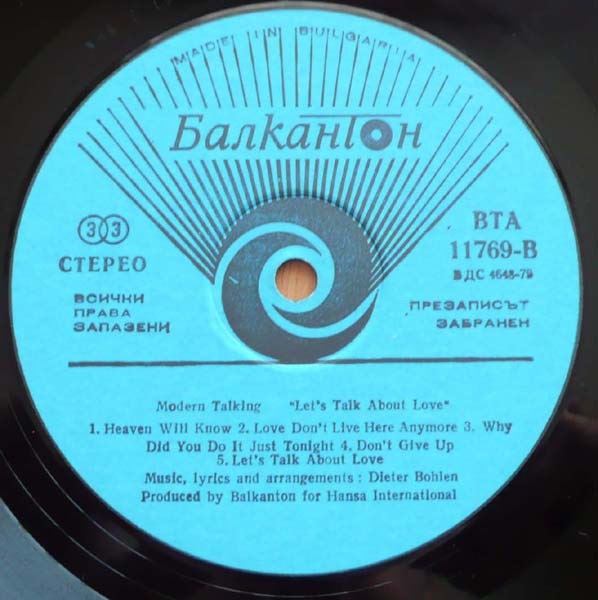 MADE IN BULGARIA
Балкантон
33
СТЕРЕО
ВСИЧКИ
ПРАВА
ЗАПАЗЕНИ
ВТА
11769-В
ВДС 4648-79
ПРЕЗАПИСЪТ
ЗАБРАНЕН
Modern Talking "Let's Talk About Love"
1. Heaven Will Know 2. Love Don't Live Here Anymore 3. Why
Did You Do It Just Tonight 4. Don't Give Up
5. Let's Talk About Love
Music, lyrics and arrangements : Dieter Bohlen
Produced by Balkanton for Hansa International